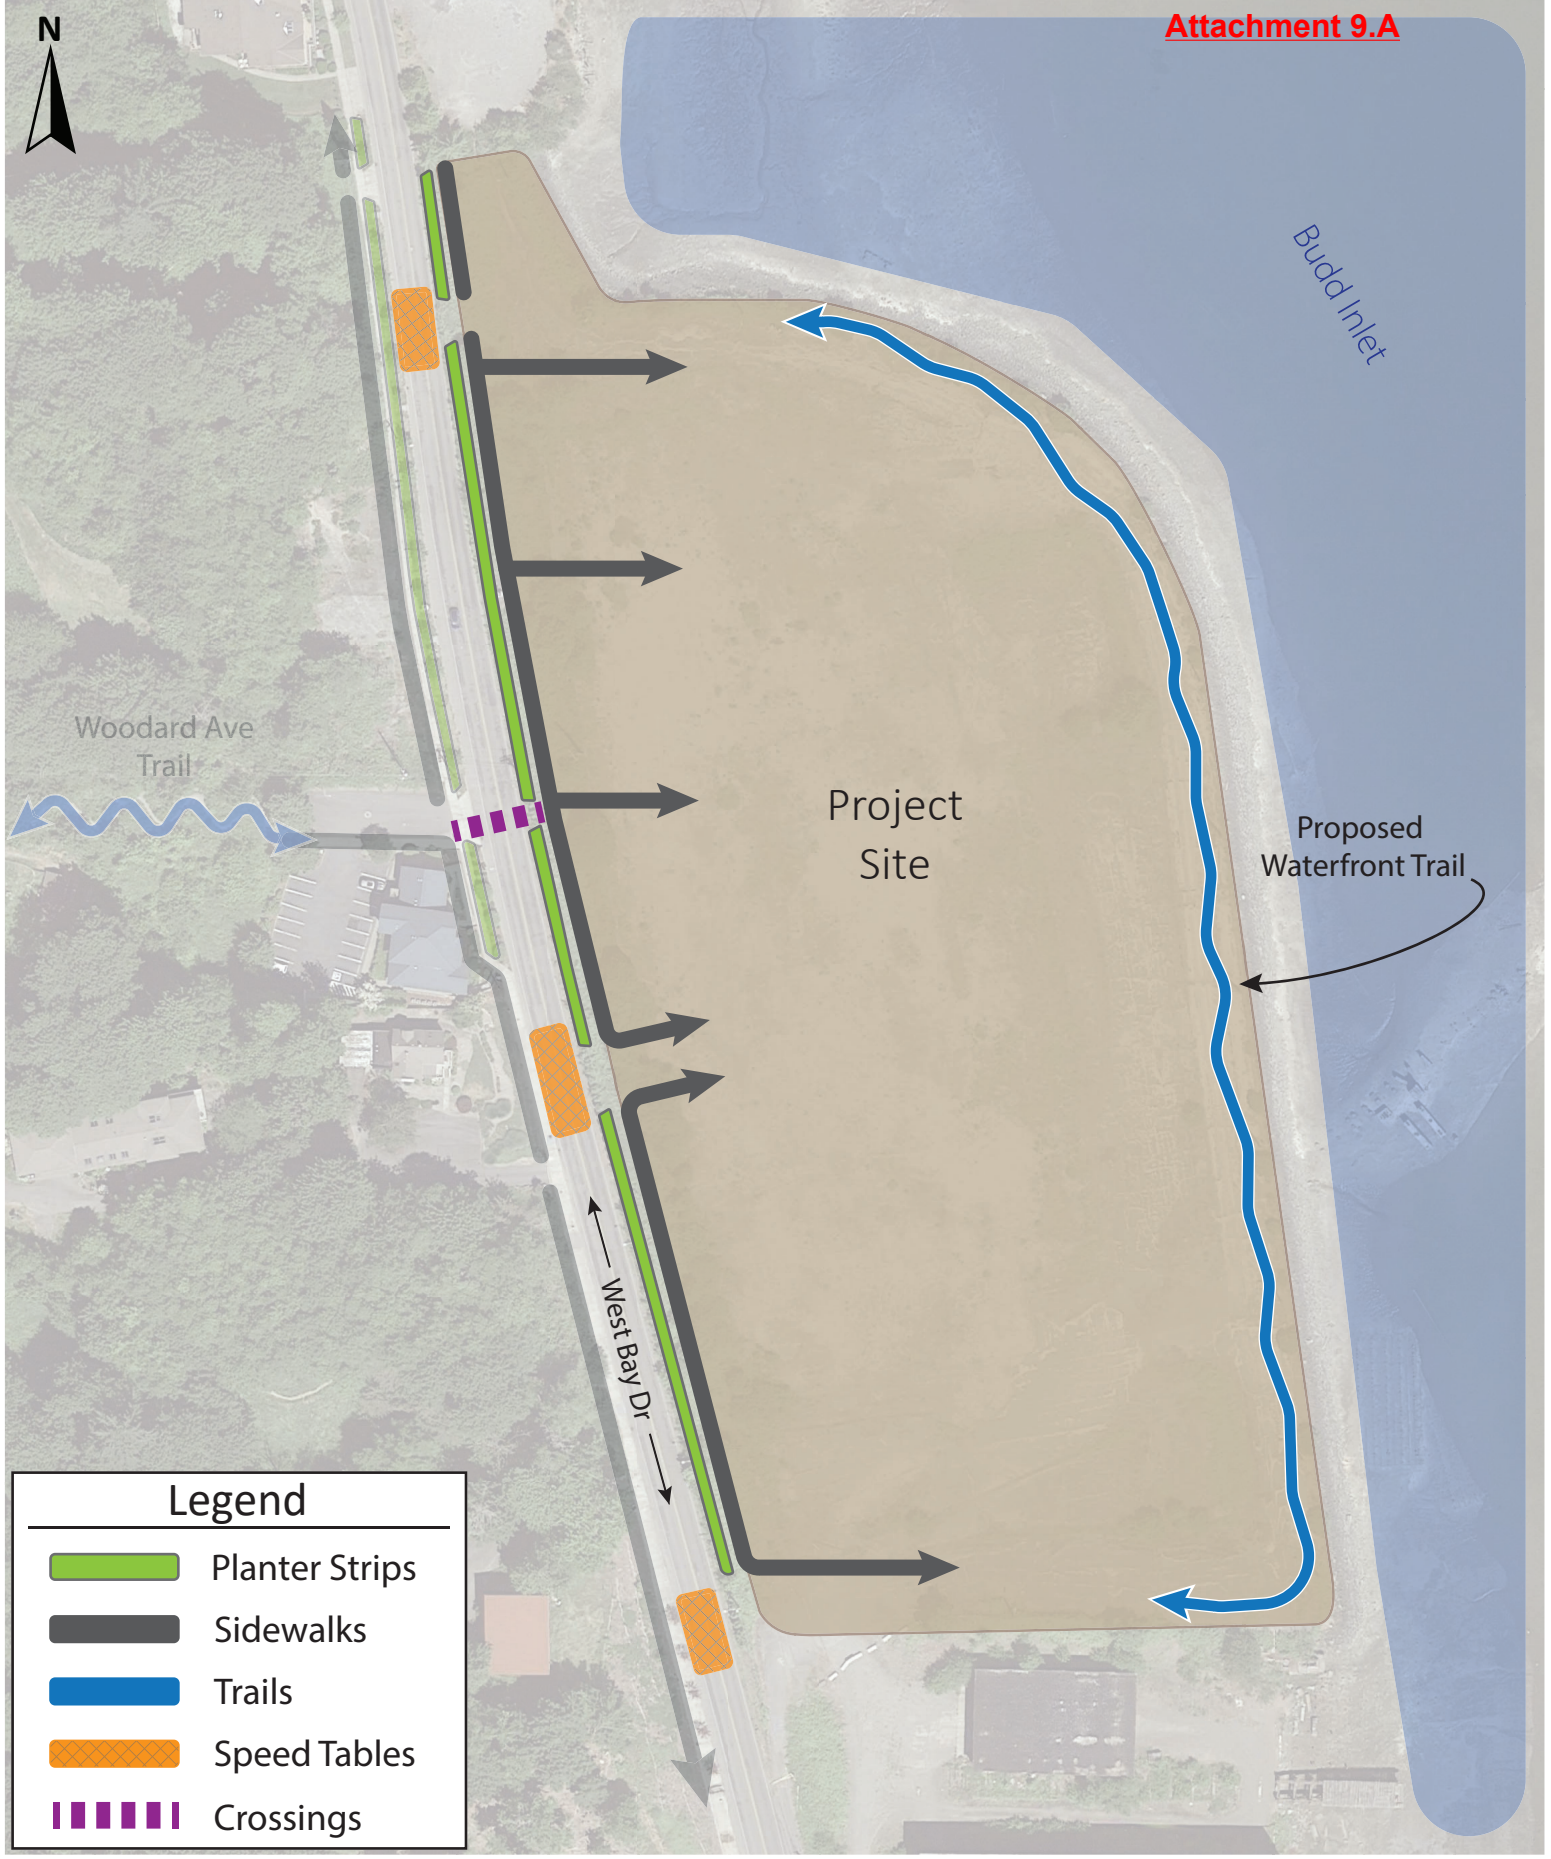 Attachment 9.A
N
Budd Inlet
Woodard Ave
Trail
Project
Site
Proposed
Waterfront Trail
West Bay Dr
Legend
Planter Strips
Sidewalks
Trails
Speed Tables
Crossings